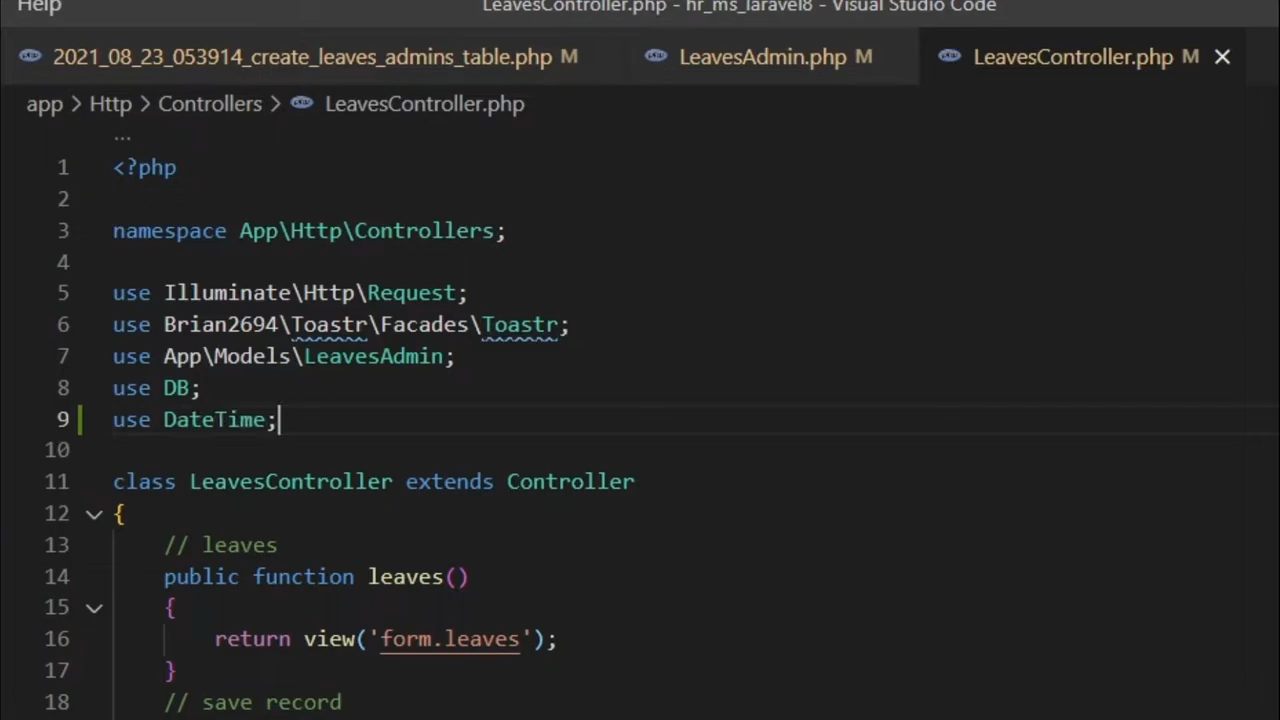 Help
LeavesController.php - hr_ms_laravel8 - Visual Studio Code
2021_08_23_053914_create_leaves_admins_table.php M
LeavesAdmin.php M
LeavesController.php M
app > Http > Controllers > LeavesController.php
...
1 <?php
2
3 namespace App\Http\Controllers;
4
5 use Illuminate\Http\Request;
6 use Brian2694\Toastr\Facades\Toastr;
7 use App\Models\LeavesAdmin;
8 use DB;
9 use DateTime;
10
11 class LeavesController extends Controller
12 {
13 // leaves
14 public function leaves()
15 {
16 return view('form.leaves');
17 }
18 // save record